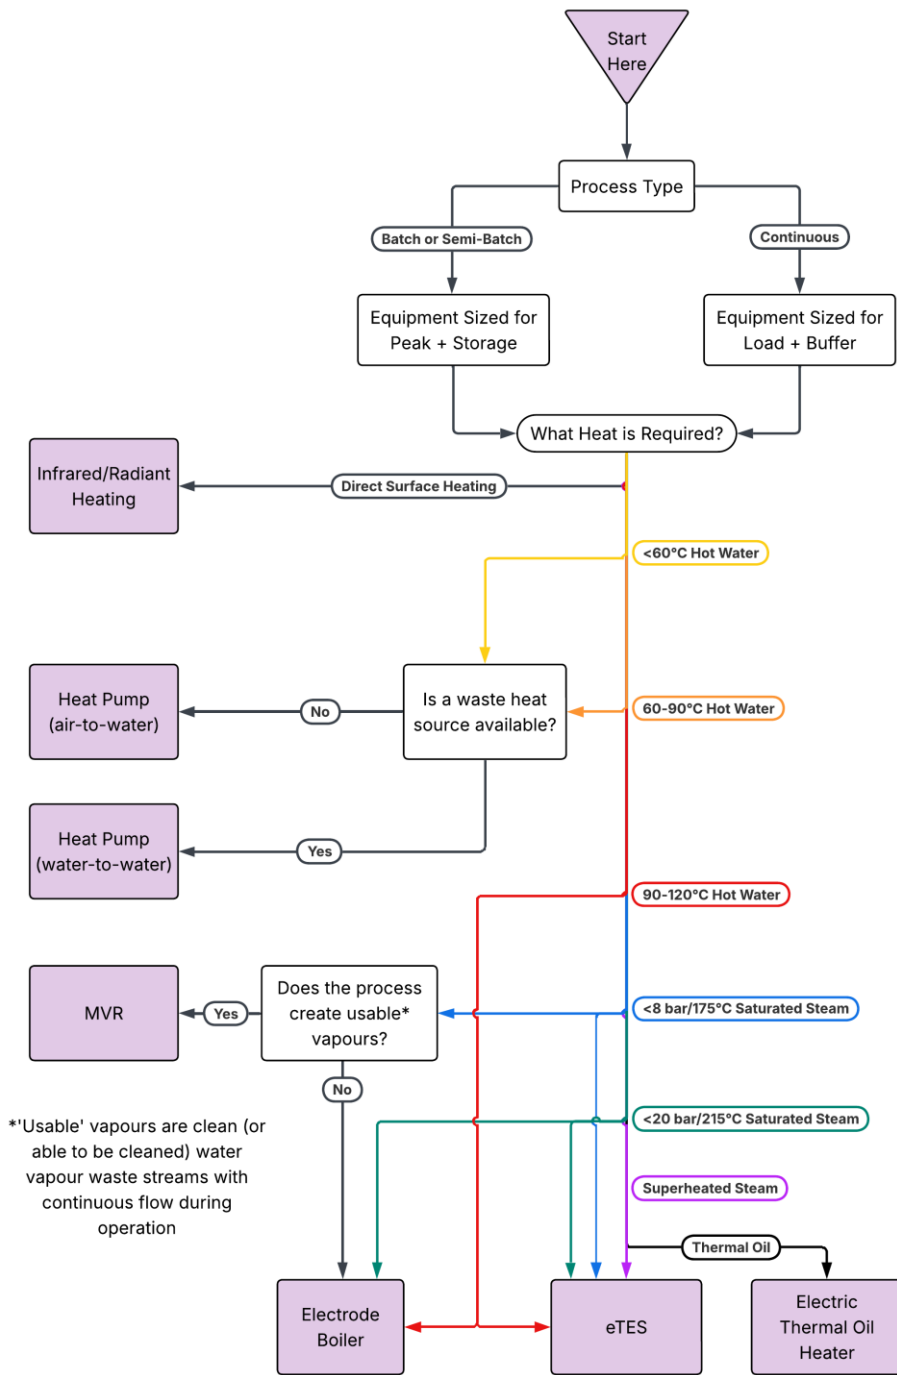 Start
Here
Process Type
Batch or Semi-Batch
Continuous
Equipment Sized for
Peak + Storage
Equipment Sized for
Load + Buffer
What Heat is Required?
Infrared/Radiant
Heating
Direct Surface Heating
<60°C Hot Water
Heat Pump
(air-to-water)
No
Is a waste heat
source available?
60-90°C Hot Water
Heat Pump
(water-to-water)
Yes
90-120°C Hot Water
MVR
Yes
Does the process
create usable*
vapours?
<8 bar/175°C Saturated Steam
No
*'Usable' vapours are clean (or
able to be cleaned) water
vapour waste streams with
continuous flow during
operation
<20 bar/215°C Saturated Steam
Superheated Steam
Thermal Oil
Electrode
Boiler
eTES
Electric
Thermal Oil
Heater